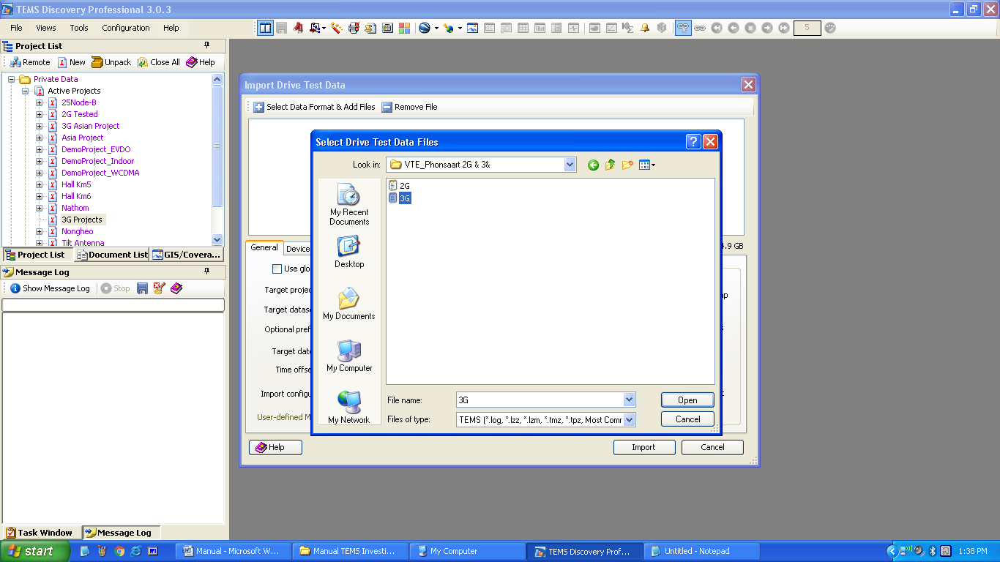 TEMS Discovery Professional 3.0.3
File Views Tools Configuration Help
5
Project List
Remote New Unpack Close All Help
Private Data
Active Projects
25Node-B
2G Tested
3G Asian Project
Asia Project
DemoProject_EVDO
DemoProject_Indoor
DemoProject_WCDMA
Hall Km5
Hall Km6
Nathom
3G Projects
Nongheo
Tilt Antenna
Project List Document List GIS/Covera...
Message Log
Show Message Log Stop
Task Window Message Log
Import Drive Test Data
Select Data Format & Add Files Remove File
4.9 GB
General Device
Use glo
Target proje
Target datas
Optional pref
Target dat
Time offse
Import configu
User-defined M
Help Import Cancel
Select Drive Test Data Files
Look in: VTE_Phonsaart 2G & 3&
My Recent
Documents
Desktop
My Documents
My Computer
My Network
2G
3G
File name: 3G Open
Files of type: TEMS (*.log, *.lzz, *.lzm, *.tmz, *.tpz, Most Comr Cancel
start Manual - Microsoft W... Manual TEMS Investi... My Computer TEMS Discovery Prof... Untitled - Notepad 1:38 PM